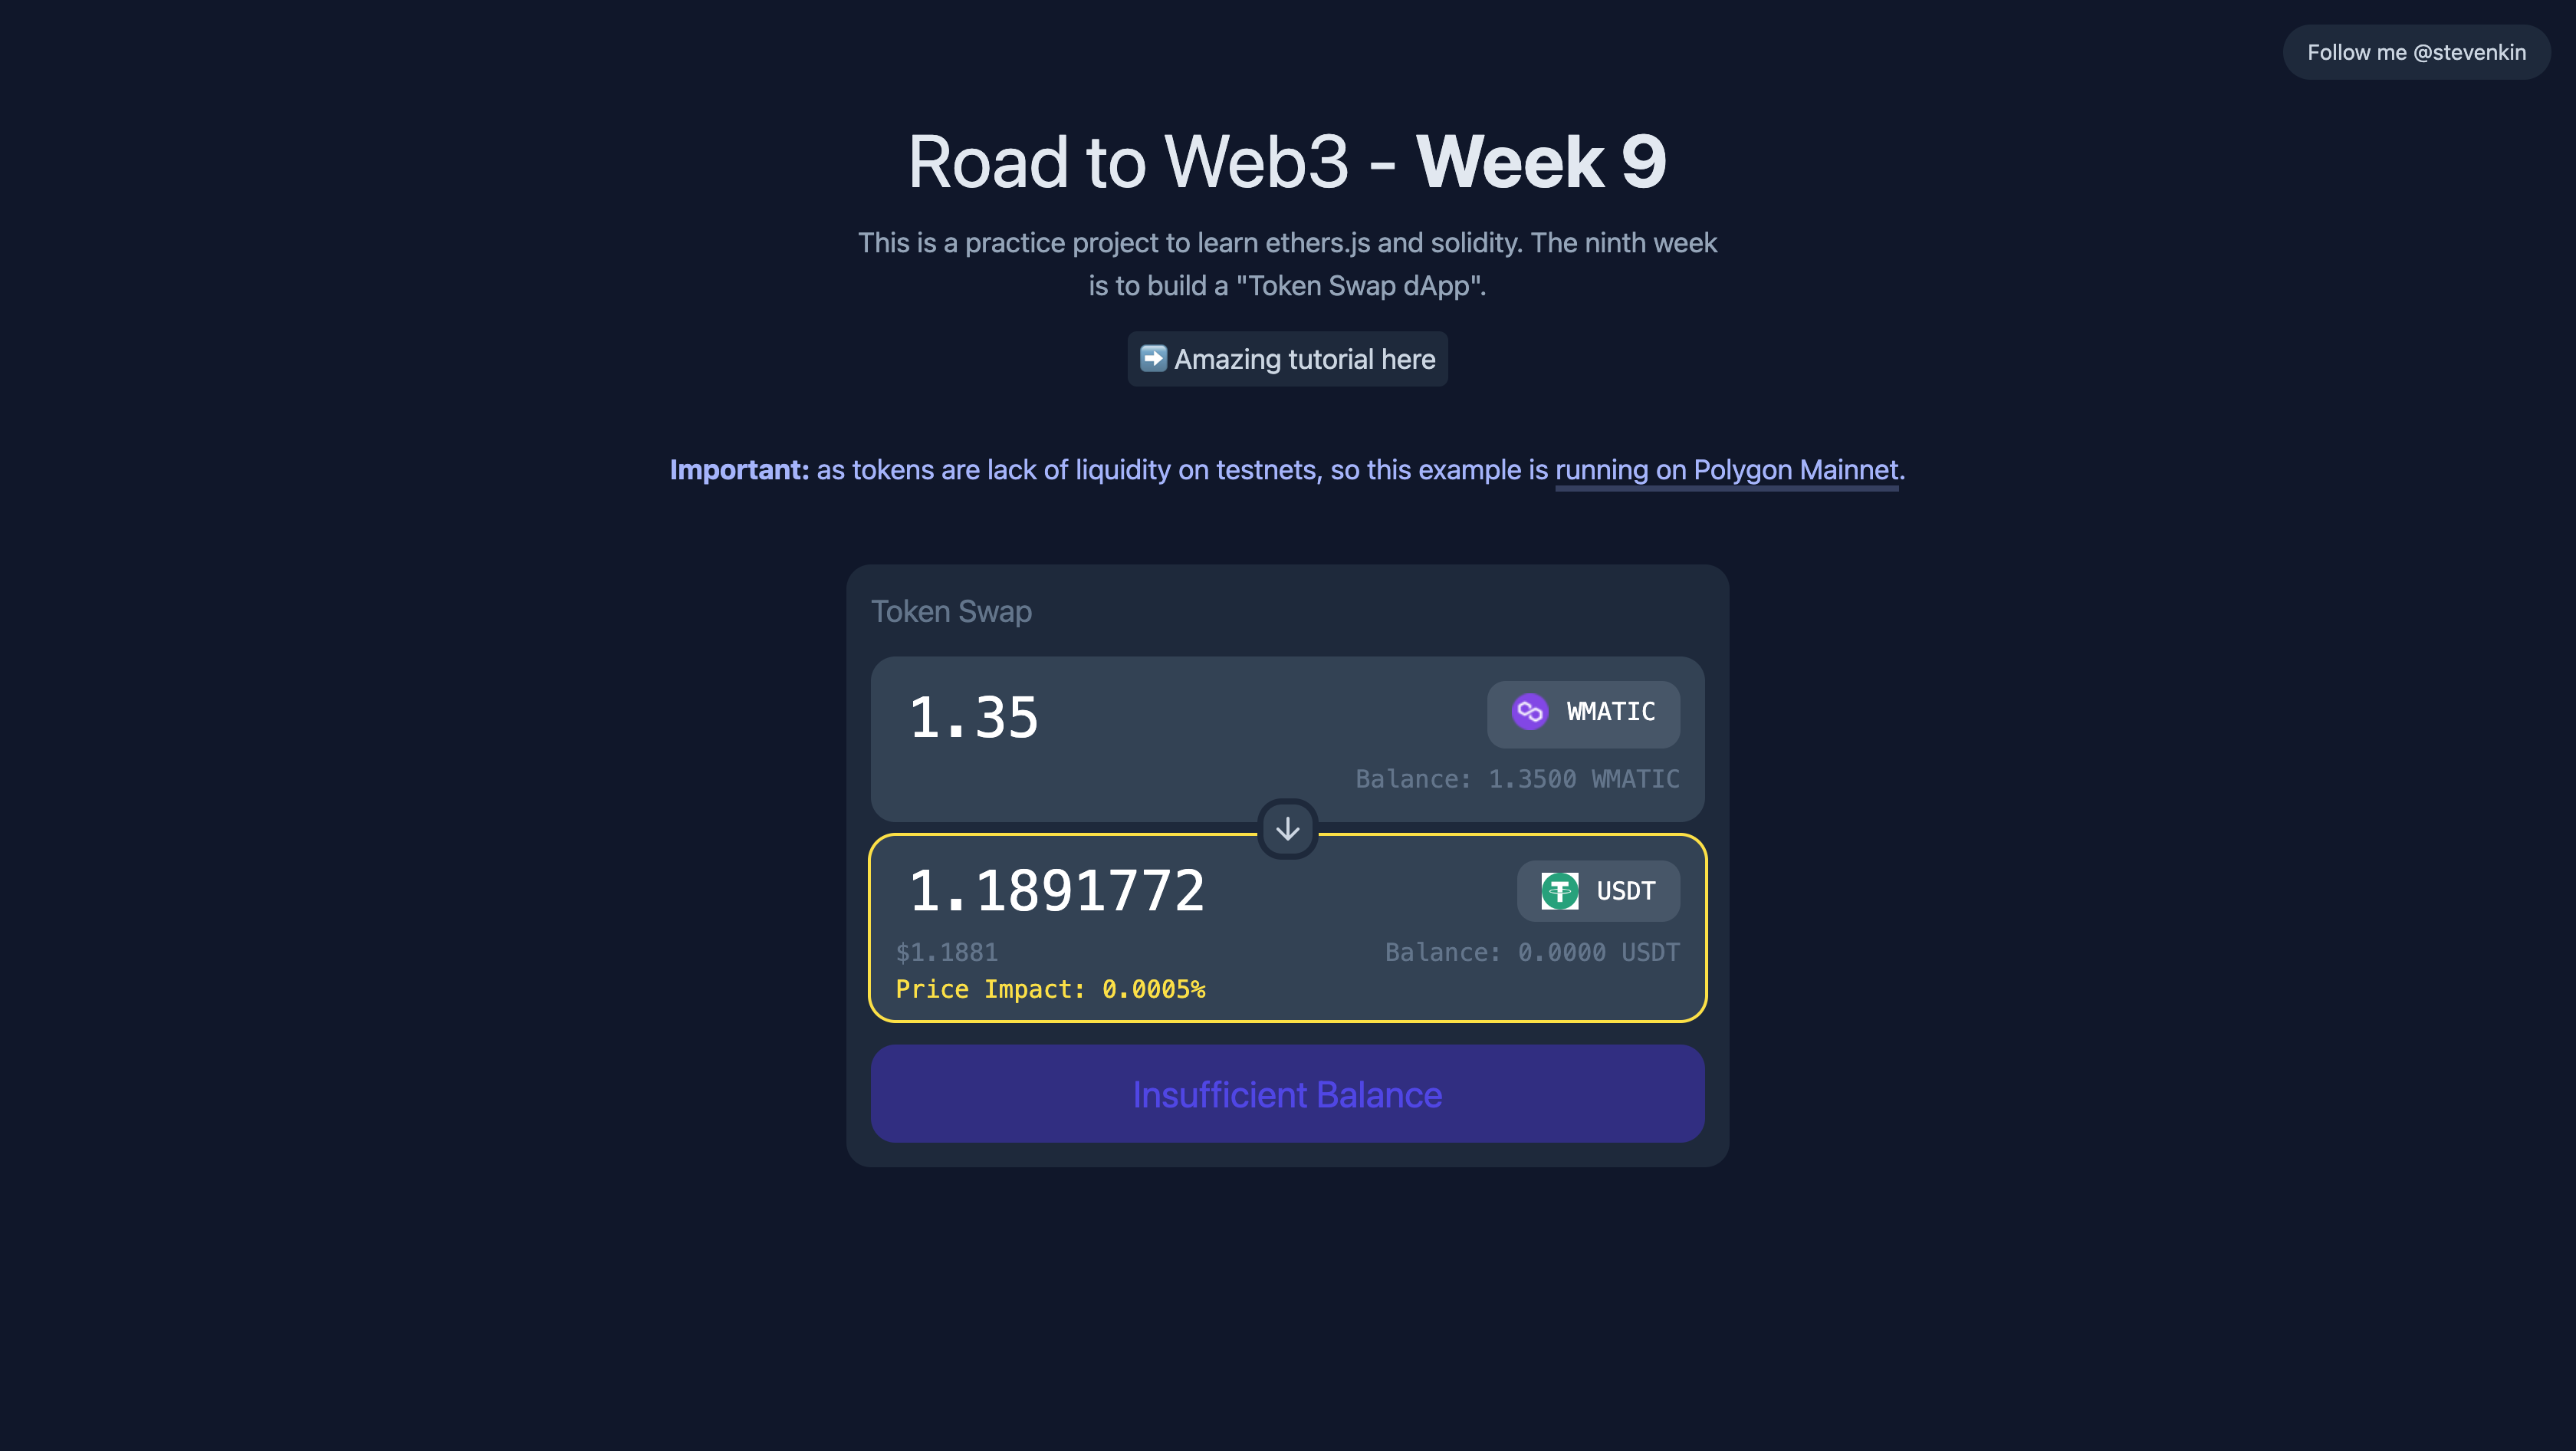 Follow me @stevenkin
Road to Web3 - Week 9
This is a practice project to learn ethers.js and solidity. The ninth week
is to build a "Token Swap dApp".
➡️ Amazing tutorial here
Important: as tokens are lack of liquidity on testnets, so this example is running on Polygon Mainnet.
Token Swap
1.35
WMATIC
Balance: 1.3500 WMATIC
1.1891772
USDT
$1.1881
Balance: 0.0000 USDT
Price Impact: 0.0005%
Insufficient Balance